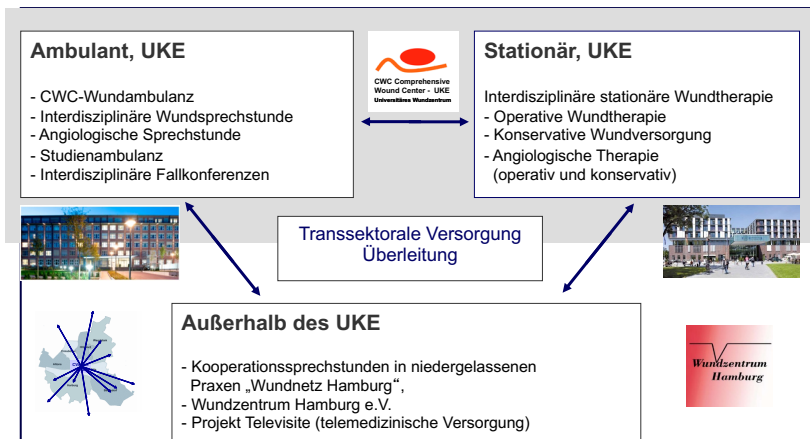 Ambulant, UKE
- CWC-Wundambulanz
- Interdisziplinäre Wundsprechstunde
- Angiologische Sprechstunde
- Studienambulanz
- Interdisziplinäre Fallkonferenzen
CWC Comprehensive
Wound Center - UKE
Universitäres Wundzentrum
Stationär, UKE
Interdisziplinäre stationäre Wundtherapie
- Operative Wundtherapie
- Konservative Wundversorgung
- Angiologische Therapie
(operativ und konservativ)
Transsektorale Versorgung
Überleitung
Außerhalb des UKE
- Kooperationssprechstunden in niedergelassenen
Praxen „Wundnetz Hamburg“,
- Wundzentrum Hamburg e.V.
- Projekt Televisite (telemedizinische Versorgung)
Wundzentrum
Hamburg